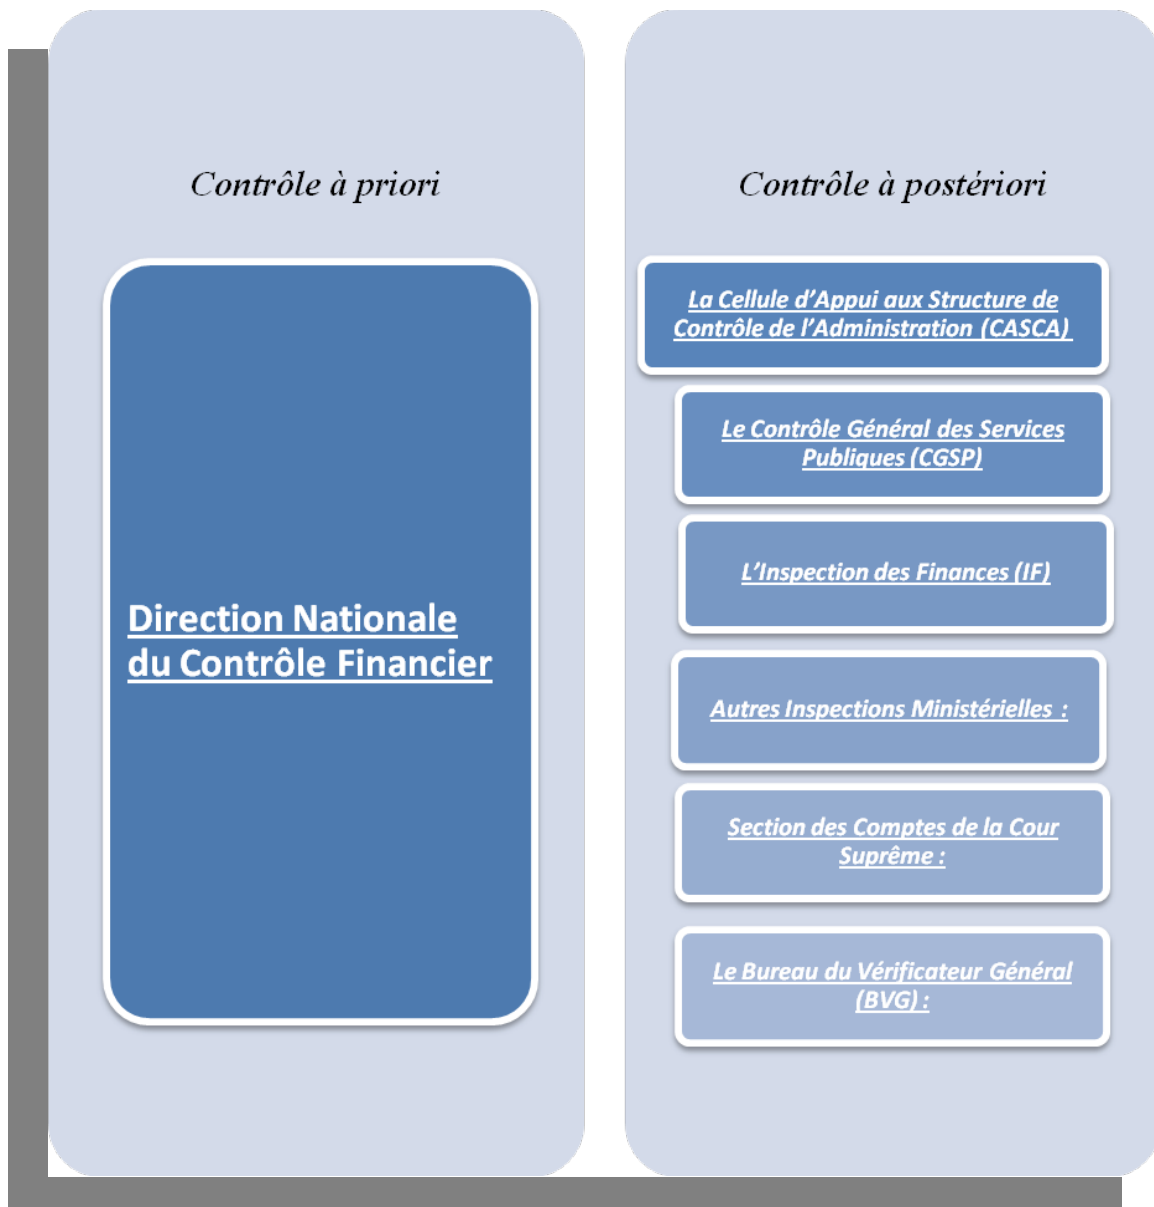 Contrôle à priori
Direction Nationale
du Contrôle Financier
Contrôle à postériori
La Cellule d’Appui aux Structure de
Contrôle de l’Administration (CASCA)
Le Contrôle Général des Services
Publiques (CGSP)
L’Inspection des Finances (IF)
Autres Inspections Ministérielles :
Section des Comptes de la Cour
Suprême :
Le Bureau du Vérificateur Général
(BVG) :